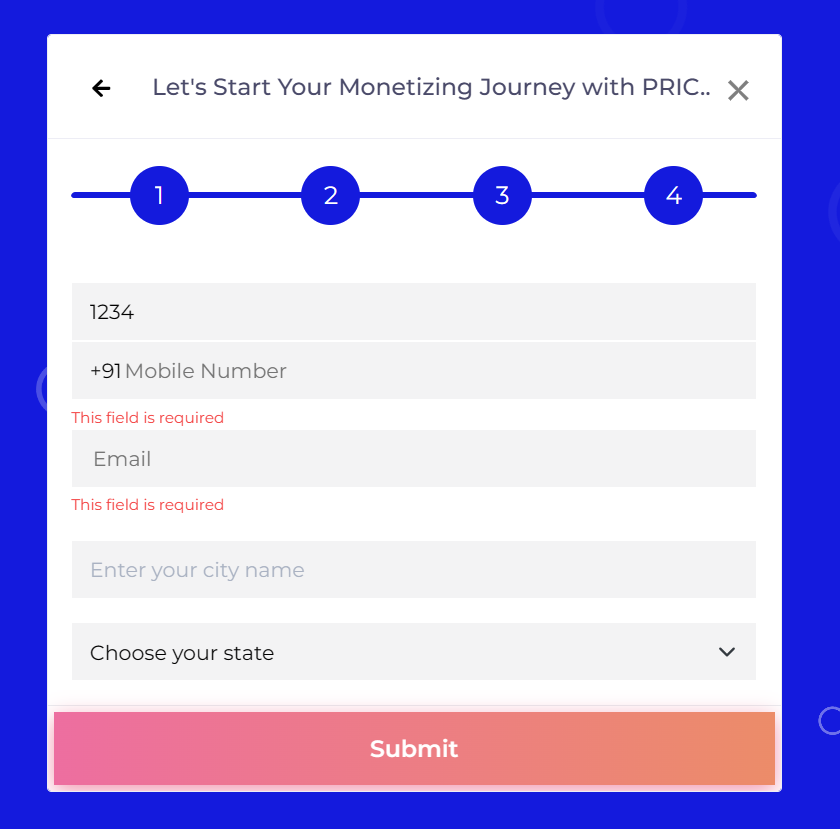 Let's Start Your Monetizing Journey with PRIC..
1 2 3 4
1234
+91 Mobile Number
This field is required
Email
This field is required
Enter your city name
Choose your state
Submit